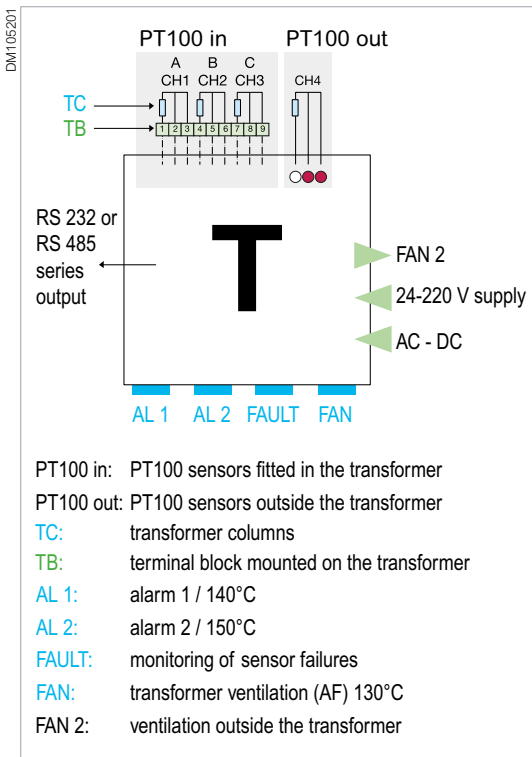 DM105201
PT100 in PT100 out
A B C
CH1 CH2 CH3 CH4
TC
TB
1 2 3 4 5 6 7 8 9
RS 232 or
RS 485
series
output
T
FAN 2
24-220 V supply
AC - DC
AL 1 AL 2 FAULT FAN
PT100 in: PT100 sensors fitted in the transformer
PT100 out: PT100 sensors outside the transformer
TC: transformer columns
TB: terminal block mounted on the transformer
AL 1: alarm 1 / 140°C
AL 2: alarm 2 / 150°C
FAULT: monitoring of sensor failures
FAN: transformer ventilation (AF) 130°C
FAN 2: ventilation outside the transformer